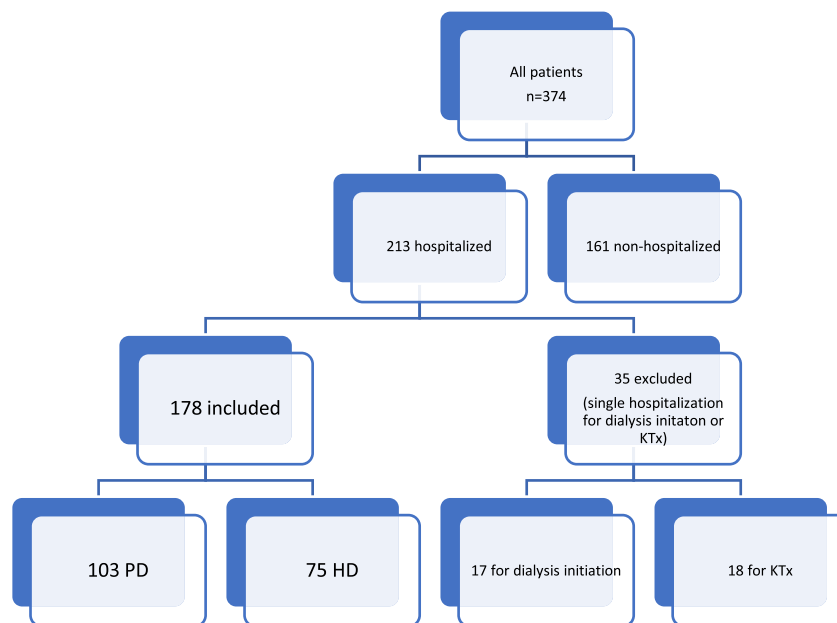 All patients
n=374
213 hospitalized
161 non-hospitalized
178 included
35 excluded
(single hospitalization
for dialysis initaton or
KTx)
103 PD
75 HD
17 for dialysis initiation
18 for KTx